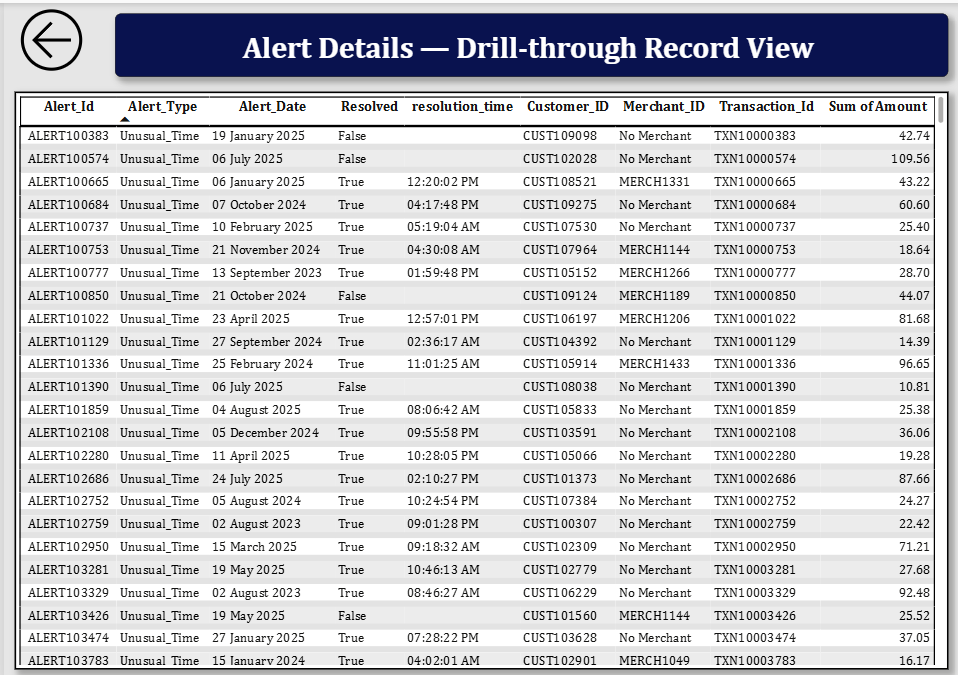 Alert Details — Drill-through Record View
Alert_Id Alert_Type Alert_Date Resolved resolution_time Customer_ID Merchant_ID Transaction_Id Sum of Amount
ALERT100383 Unusual_Time 19 January 2025 False CUST109098 No Merchant TXN10000383 42.74
ALERT100574 Unusual_Time 06 July 2025 False CUST102028 No Merchant TXN10000574 109.56
ALERT100665 Unusual_Time 06 January 2025 True 12:20:02 PM CUST108521 MERCH1331 TXN10000665 43.22
ALERT100684 Unusual_Time 07 October 2024 True 04:17:48 PM CUST109275 No Merchant TXN10000684 60.60
ALERT100737 Unusual_Time 10 February 2025 True 05:19:04 AM CUST107530 No Merchant TXN10000737 25.40
ALERT100753 Unusual_Time 21 November 2024 True 04:30:08 AM CUST107964 MERCH1144 TXN10000753 18.64
ALERT100777 Unusual_Time 13 September 2023 True 01:59:48 PM CUST105152 MERCH1266 TXN10000777 28.70
ALERT100850 Unusual_Time 21 October 2024 False CUST109124 MERCH1189 TXN10000850 44.07
ALERT101022 Unusual_Time 23 April 2025 True 12:57:01 PM CUST106197 MERCH1206 TXN10001022 81.68
ALERT101129 Unusual_Time 27 September 2024 True 02:36:17 AM CUST104392 No Merchant TXN10001129 14.39
ALERT101336 Unusual_Time 25 February 2024 True 11:01:25 AM CUST105914 MERCH1433 TXN10001336 96.65
ALERT101390 Unusual_Time 06 July 2025 False CUST108038 No Merchant TXN10001390 10.81
ALERT101859 Unusual_Time 04 August 2025 True 08:06:42 AM CUST105833 No Merchant TXN10001859 25.38
ALERT102108 Unusual_Time 05 December 2024 True 09:55:58 PM CUST103591 No Merchant TXN10002108 36.06
ALERT102280 Unusual_Time 11 April 2025 True 10:28:05 PM CUST105066 No Merchant TXN10002280 19.28
ALERT102686 Unusual_Time 24 July 2025 True 02:10:27 PM CUST101373 No Merchant TXN10002686 87.66
ALERT102752 Unusual_Time 05 August 2024 True 10:24:54 PM CUST107384 No Merchant TXN10002752 24.27
ALERT102759 Unusual_Time 02 August 2023 True 09:01:28 PM CUST100307 No Merchant TXN10002759 22.42
ALERT102950 Unusual_Time 15 March 2025 True 09:18:32 AM CUST102309 No Merchant TXN10002950 71.21
ALERT103281 Unusual_Time 19 May 2025 True 10:46:13 AM CUST102779 No Merchant TXN10003281 27.68
ALERT103329 Unusual_Time 02 August 2023 True 08:46:27 AM CUST106229 No Merchant TXN10003329 92.48
ALERT103426 Unusual_Time 19 May 2025 False CUST101560 MERCH1144 TXN10003426 25.52
ALERT103474 Unusual_Time 27 January 2025 True 07:28:22 PM CUST103628 No Merchant TXN10003474 37.05
ALERT103783 Unusual_Time 15 January 2024 True 04:02:01 AM CUST102901 MERCH1049 TXN10003783 16.17